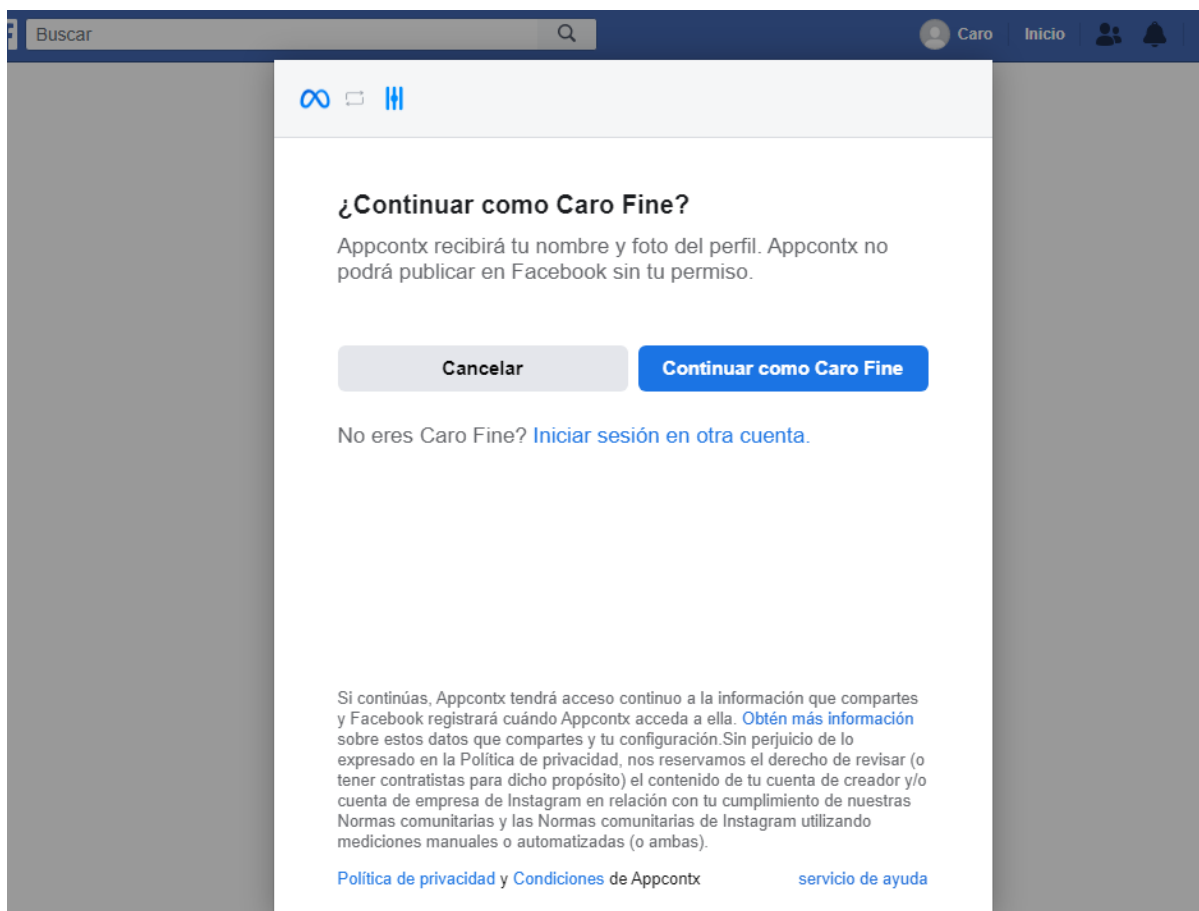 Buscar
Caro
Inicio
¿Continuar como Caro Fine?
Appcontx recibirá tu nombre y foto del perfil. Appcontx no
podrá publicar en Facebook sin tu permiso.
Cancelar
Continuar como Caro Fine
No eres Caro Fine? Iniciar sesión en otra cuenta.
Si continúas, Appcontx tendrá acceso continuo a la información que compartes
y Facebook registrará cuándo Appcontx acceda a ella. Obtén más información
sobre estos datos que compartes y tu configuración.Sin perjuicio de lo
expresado en la Política de privacidad, nos reservamos el derecho de revisar (o
tener contratistas para dicho propósito) el contenido de tu cuenta de creador y/o
cuenta de empresa de Instagram en relación con tu cumplimiento de nuestras
Normas comunitarias y las Normas comunitarias de Instagram utilizando
mediciones manuales o automatizadas (o ambas).
Política de privacidad y Condiciones de Appcontx
servicio de ayuda